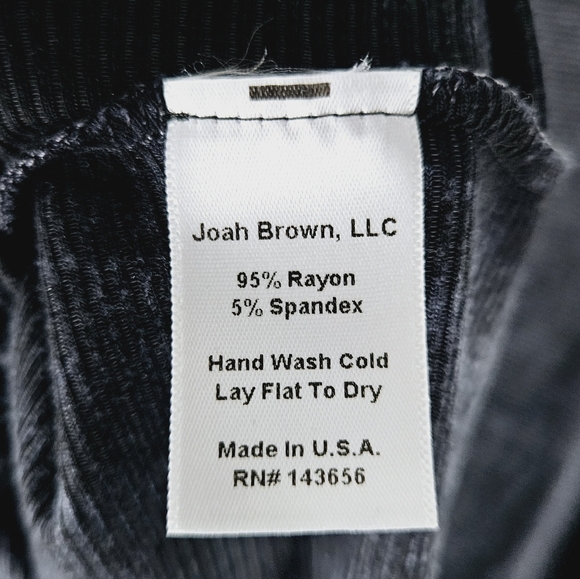 Joah Brown, LLC
95% Rayon
5% Spandex
Hand Wash Cold
Lay Flat To Dry
Made In U.S.A.
RN# 143656